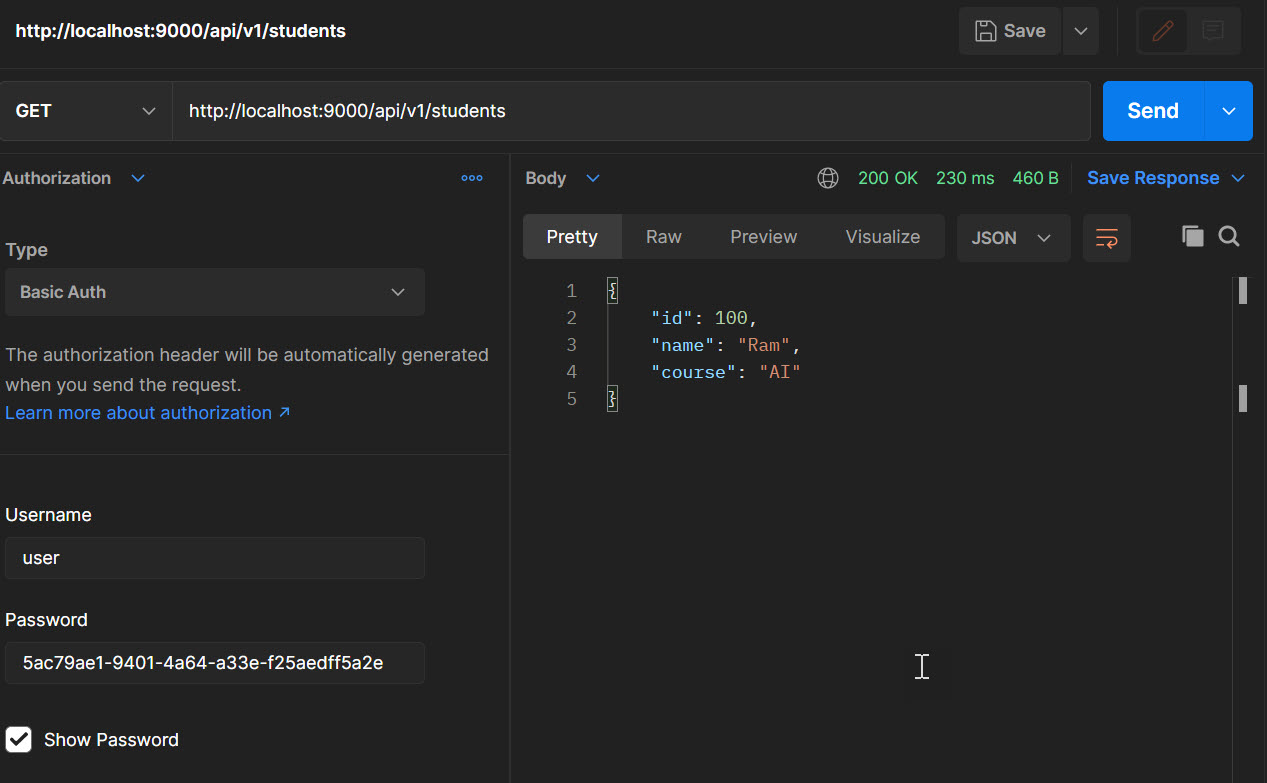 http://localhost:9000/api/v1/students
Save
GET
http://localhost:9000/api/v1/students
Send
Authorization
Type
Basic Auth
The authorization header will be automatically generated
when you send the request.
Learn more about authorization ↗
Username
user
Password
5ac79ae1-9401-4a64-a33e-f25aedff5a2e
Show Password
Body
200 OK 230 ms 460 B Save Response
Pretty Raw Preview Visualize JSON
1 {
2 "id": 100,
3 "name": "Ram",
4 "course": "AI"
5 }